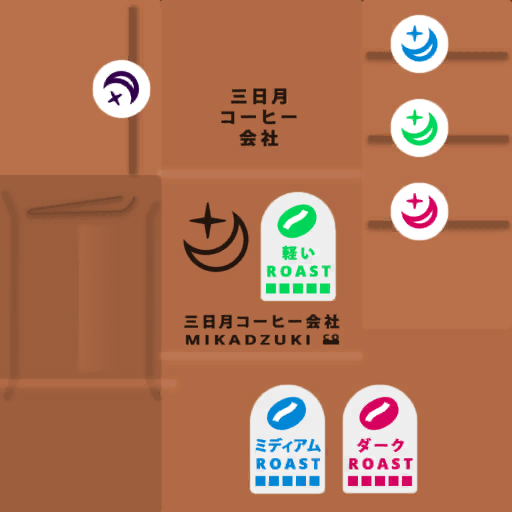 三日月
コーヒー
会社
軽い
ROAST
三日月コーヒー会社
MIKADZUKI
ミディアム
ROAST
ダーク
ROAST